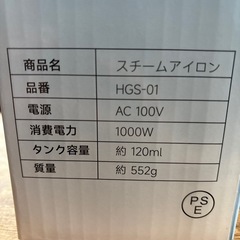 商品名 スチームアイロン
品番 HGS-01
電源 AC 100V
消費電力 1000W
タンク容量 約 120ml
質量 約 552g
PS
E